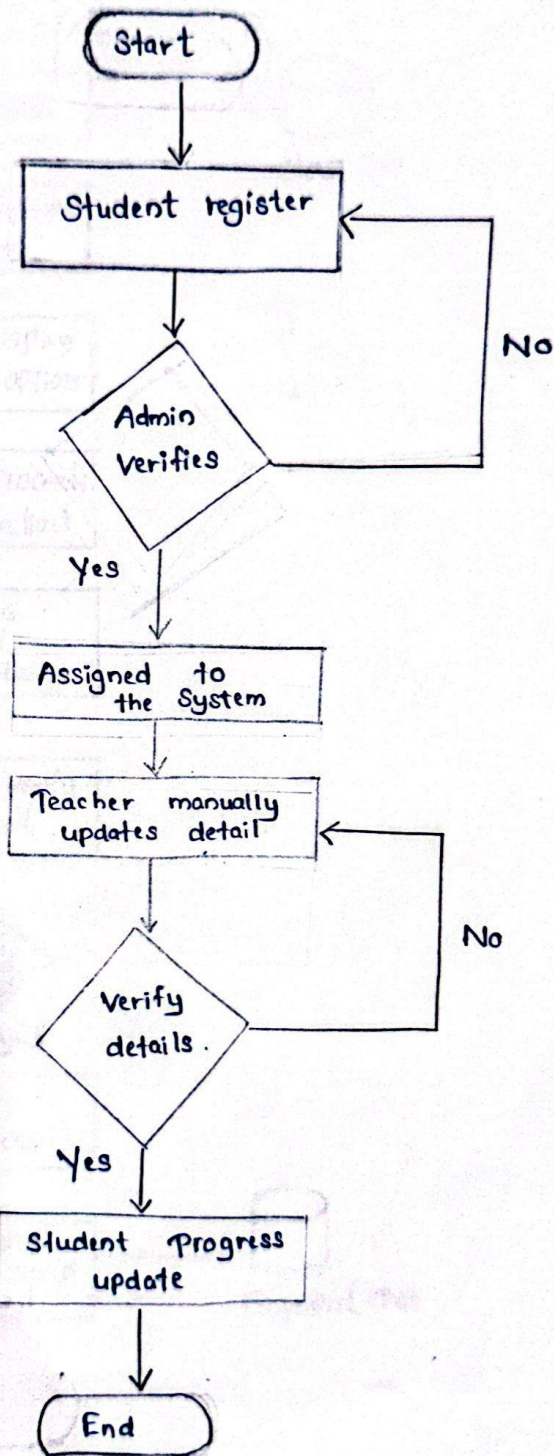 Start
Student register
No
Admin
Verifies
Yes
Assigned to
the System
Teacher manually
updates detail
No
Verify
details.
Yes
Student Progress
update
End